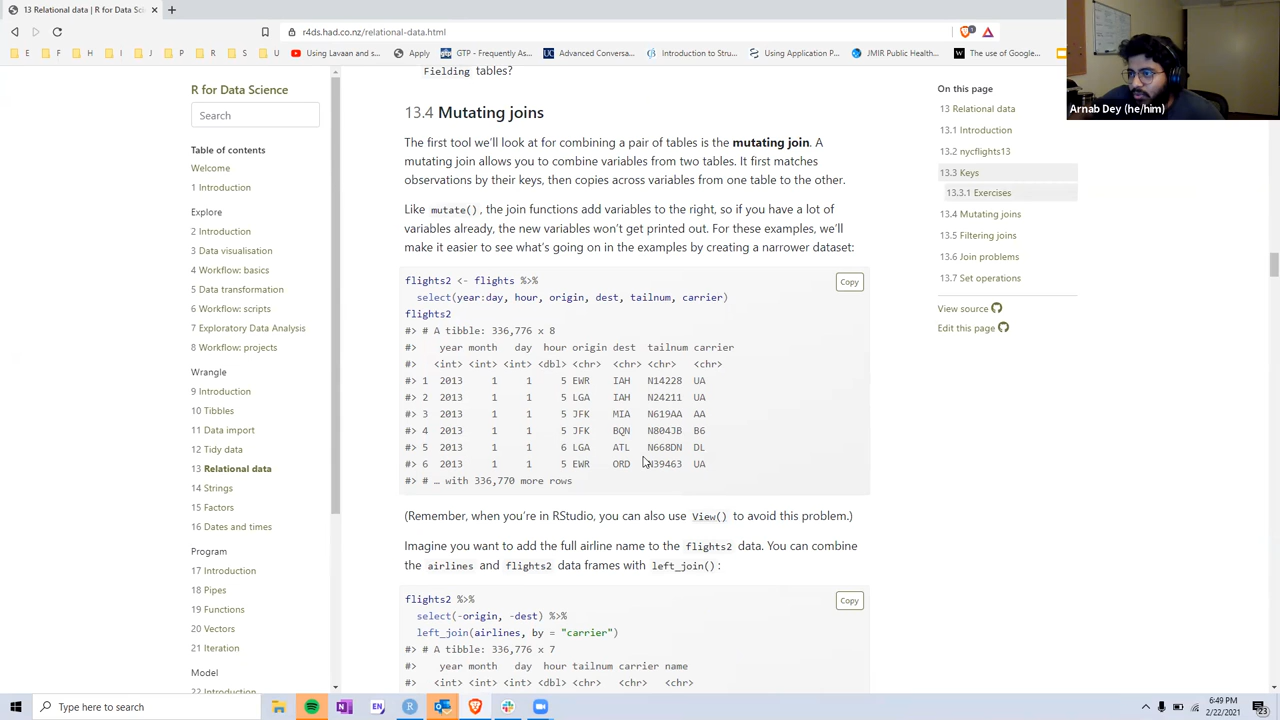 13 Relational data | R for Data Sci
r4ds.had.co.nz/relational-data.html
E F H I J P R S U Using Lavaan and s... Apply GTP - Frequently As... Advanced Conversa... Introduction to Stru... Using Application P... JMIR Public Health... The use of Google...
Arnab Dey (he/him)
R for Data Science
Search
Table of contents
Welcome
1 Introduction
Explore
2 Introduction
3 Data visualisation
4 Workflow: basics
5 Data transformation
6 Workflow: scripts
7 Exploratory Data Analysis
8 Workflow: projects
Wrangle
9 Introduction
10 Tibbles
11 Data import
12 Tidy data
13 Relational data
14 Strings
15 Factors
16 Dates and times
Program
17 Introduction
18 Pipes
19 Functions
20 Vectors
21 Iteration
Model
22 Introduction
Fielding tables?
13.4 Mutating joins
The first tool we'll look at for combining a pair of tables is the mutating join. A
mutating join allows you to combine variables from two tables. It first matches
observations by their keys, then copies across variables from one table to the other.
Like mutate(), the join functions add variables to the right, so if you have a lot of
variables already, the new variables won't get printed out. For these examples, we'll
make it easier to see what's going on in the examples by creating a narrower dataset:
Copy
flights2 <- flights %>%
select(year:day, hour, origin, dest, tailnum, carrier)
flights2
#> # A tibble: 336,776 x 8
#> year month day hour origin dest tailnum carrier
#> <int> <int> <int> <dbl> <chr> <chr> <chr> <chr>
#> 1 2013 1 1 5 EWR IAH N14228 UA
#> 2 2013 1 1 5 LGA IAH N24211 UA
#> 3 2013 1 1 5 JFK MIA N619AA AA
#> 4 2013 1 1 5 JFK BQN N804JB B6
#> 5 2013 1 1 6 LGA ATL N668DN DL
#> 6 2013 1 1 5 EWR ORD N39463 UA
#> # … with 336,770 more rows
(Remember, when you're in RStudio, you can also use View() to avoid this problem.)
Imagine you want to add the full airline name to the flights2 data. You can combine
the airlines and flights2 data frames with left_join():
Copy
flights2 %>%
select(-origin, -dest) %>%
left_join(airlines, by = "carrier")
#> # A tibble: 336,776 x 7
#> year month day hour tailnum carrier name
#> <int> <int> <int> <dbl> <chr> <chr> <chr>
On this page
13 Relational data
13.1 Introduction
13.2 nycflights13
13.3 Keys
13.3.1 Exercises
13.4 Mutating joins
13.5 Filtering joins
13.6 Join problems
13.7 Set operations
View source
Edit this page
Type here to search
6:49 PM
2/22/2021
23